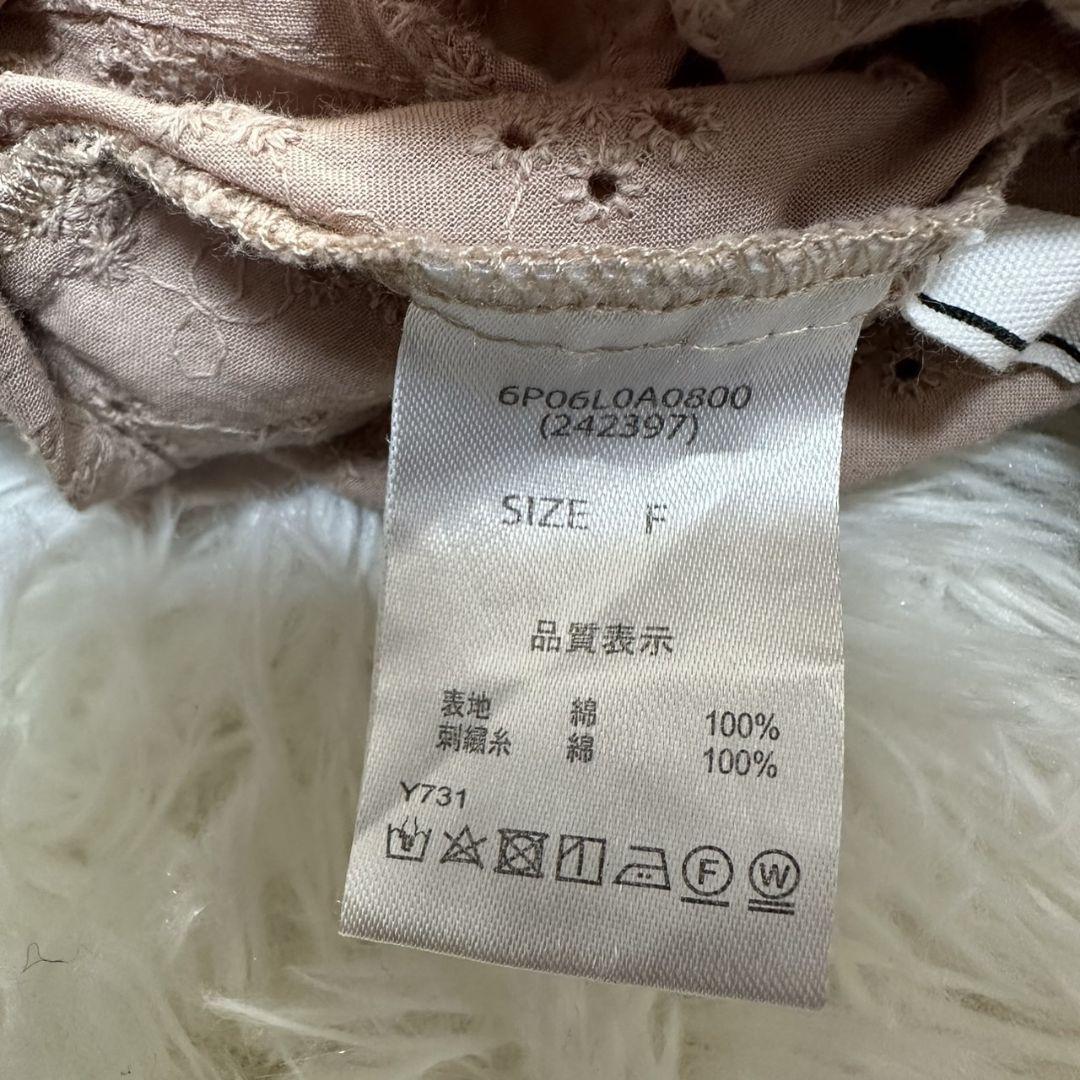 6P06L0A0800
(242397)
SIZE F
品質表示
表地 綿 100%
刺繍糸 綿 100%
Y731
F W